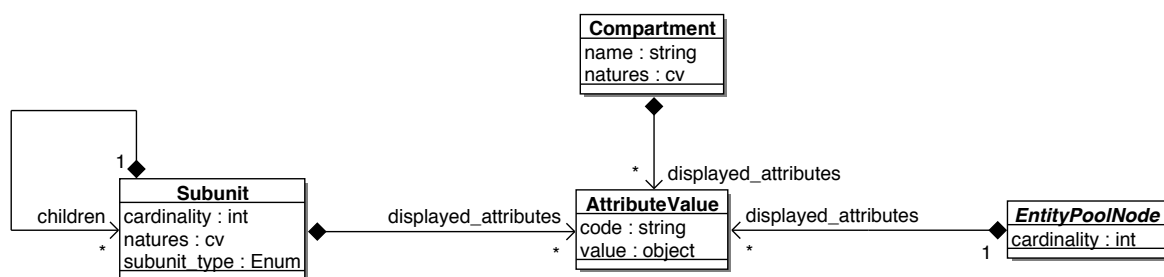 Compartment
name : string
natures : cv
1
*
displayed_attributes
Subunit
cardinality : int
natures : cv
subunit_type : Enum
children
*
displayed_attributes
*
AttributeValue
code : string
value : object
displayed_attributes
*
1
EntityPoolNode
cardinality : int